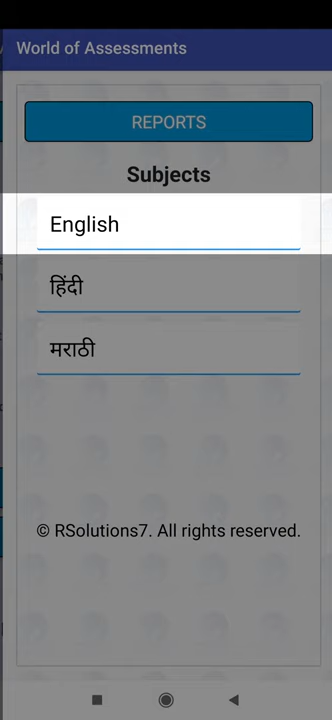 World of Assessments
REPORTS
Subjects
English
हिंदी
मराठी
© RSolutions7. All rights reserved.